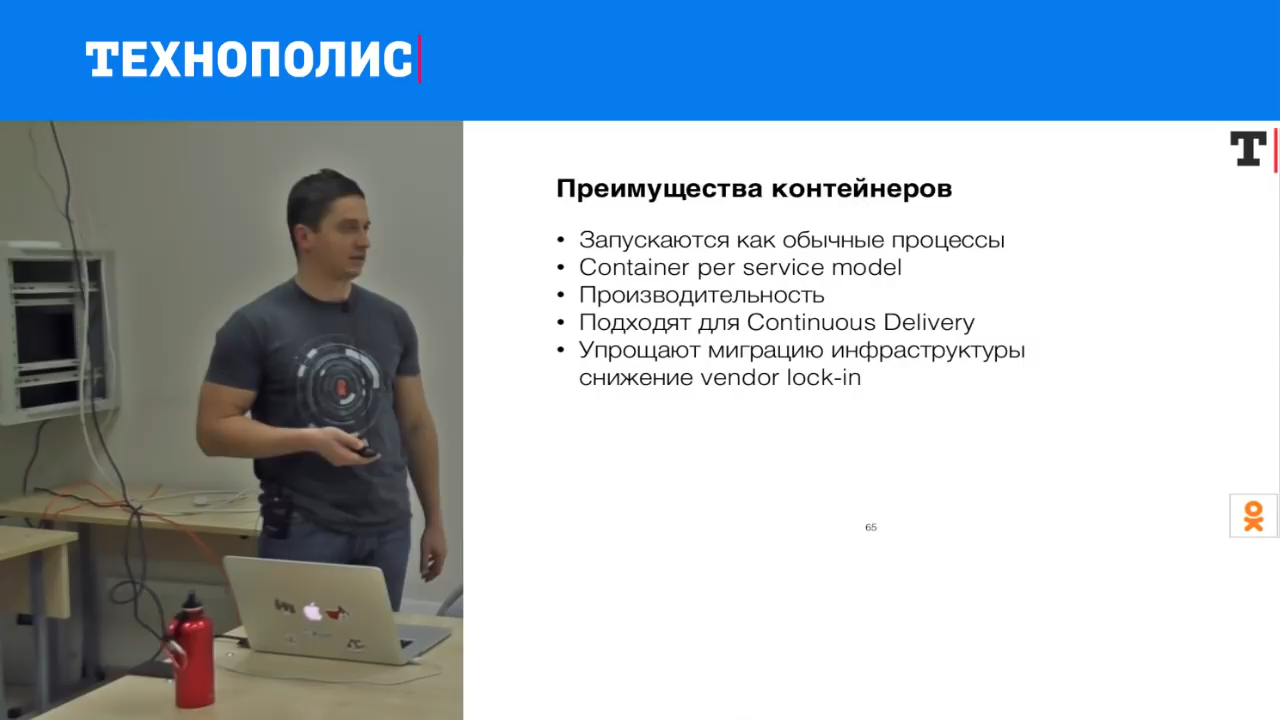 ТЕХНОПОЛИС
Т
Преимущества контейнеров
• Запускаются как обычные процессы
• Container per service model
• Производительность
• Подходят для Continuous Delivery
• Упрощают миграцию инфраструктуры
снижение vendor lock-in
65